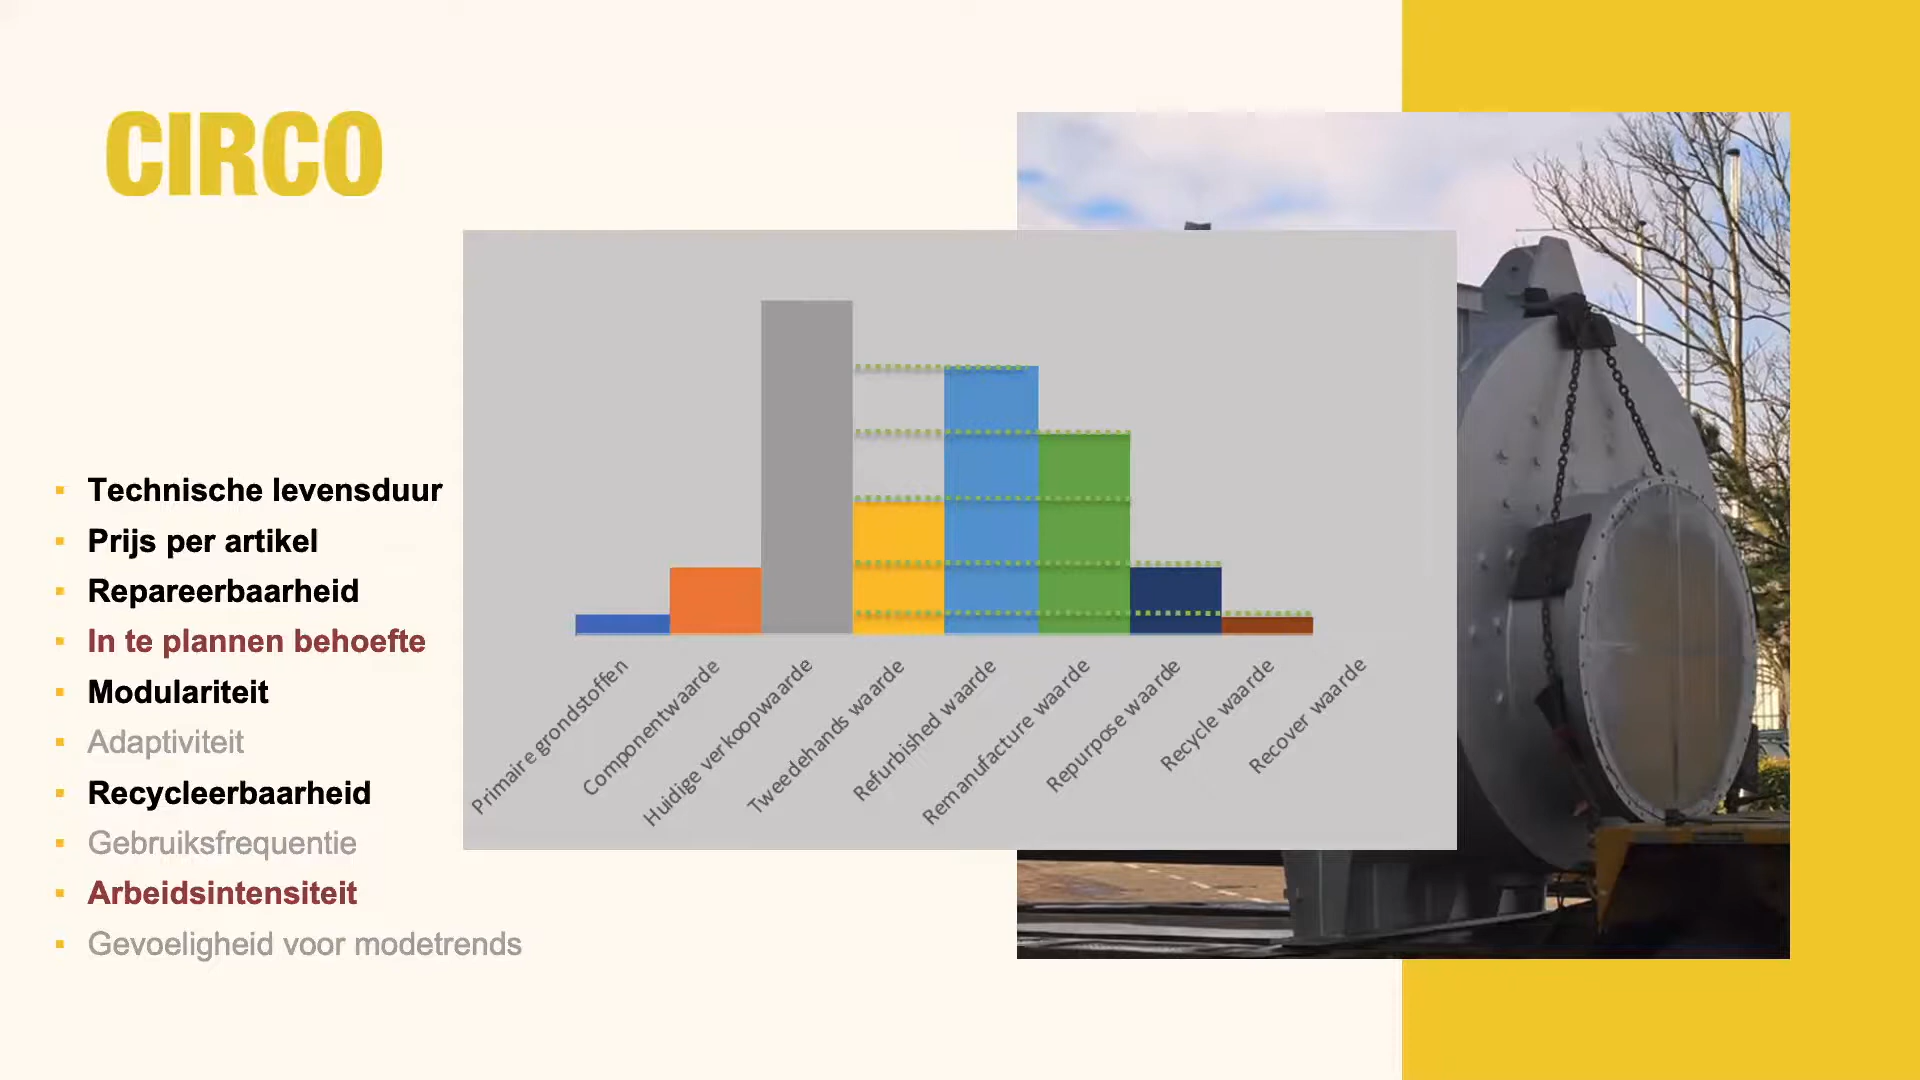 CIRCO
Technische levensduur
Prijs per artikel
Repareerbaarheid
In te plannen behoefte
Modulariteit
Adaptiviteit
Recycleerbaarheid
Gebruiksfrequentie
Arbeidsintensiteit
Gevoeligheid voor modetrends
Primaire grondstoffen
Componentwaarde
Huidige verkoopwaarde
Tweedehands waarde
Refurbished waarde
Remanufacture waarde
Repurpose waarde
Recycle waarde
Recover waarde